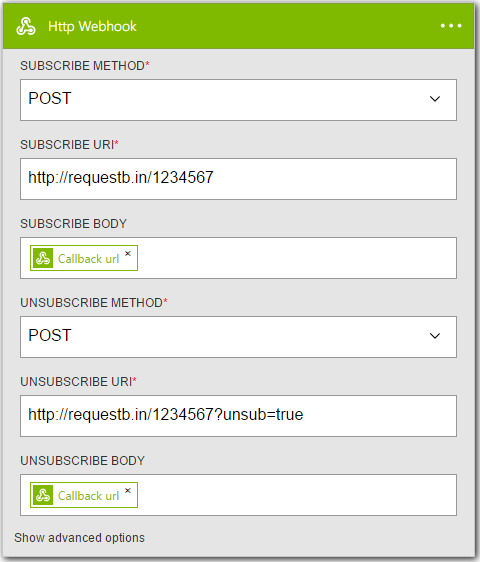 Http Webhook
SUBSCRIBE METHOD*
POST
SUBSCRIBE URI*
http://requestb.in/1234567
SUBSCRIBE BODY
Callback url ×
UNSUBSCRIBE METHOD*
POST
UNSUBSCRIBE URI*
http://requestb.in/1234567?unsub=true
UNSUBSCRIBE BODY
Callback url ×
Show advanced options